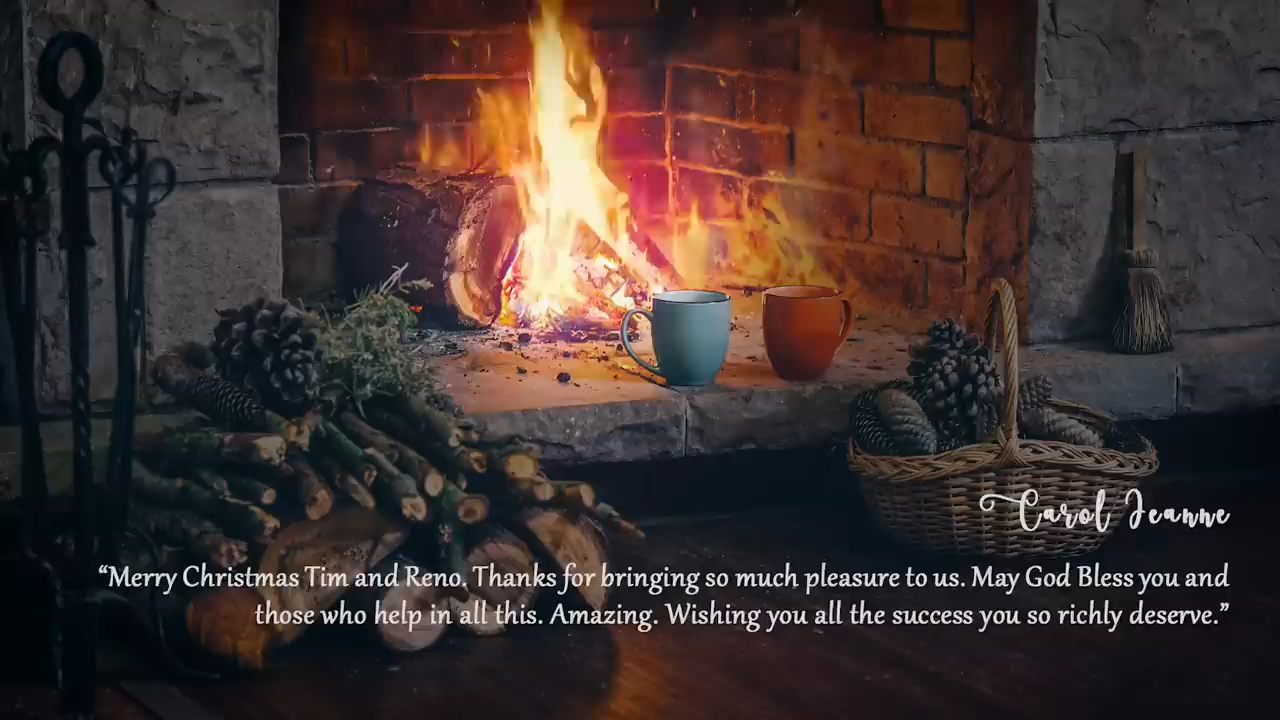 Carol Jeanne
“Merry Christmas Tim and Reno. Thanks for bringing so much pleasure to us. May God Bless you and
those who help in all this. Amazing. Wishing you all the success you so richly deserve.”